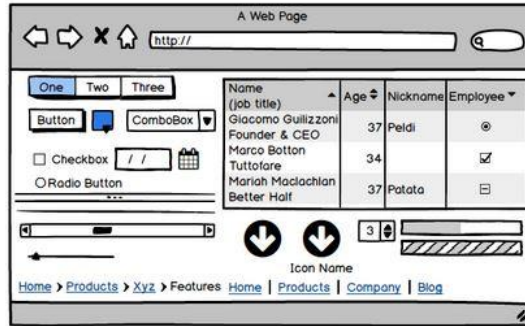 A Web Page
http://
One Two Three
Button ComboBox
Checkbox / /
Radio Button
Name (job title) Age Nickname Employee
Giacomo Guilizzoni
Founder & CEO 37 Peldi
Marco Botton
Tuttofare 34
Mariah Maclachlan
Better Half 37 Patata
3
Icon Name
Home > Products > Xyz > Features
Home | Products | Company | Blog